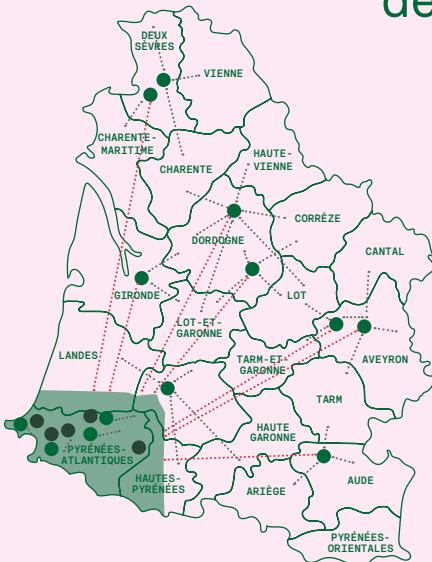 de
DEUX
SÈVRES
VIENNE
CHARENTE-
MARITIME
CHARENTE
HAUTE-
VIENNE
CORRÈZE
DORDOGNE
CANTAL
GIRONDE
LOT
LOT-ET-
GARONNE
LANDES
TARM-ET
GARONNE
AVEYRON
TARM
HAUTE
GARONNE
PYRÉNÉES-
ATLANTIQUES
HAUTES-
PYRÉNÉES
ARIÈGE
AUDE
PYRÉNÉES-
ORIENTALES